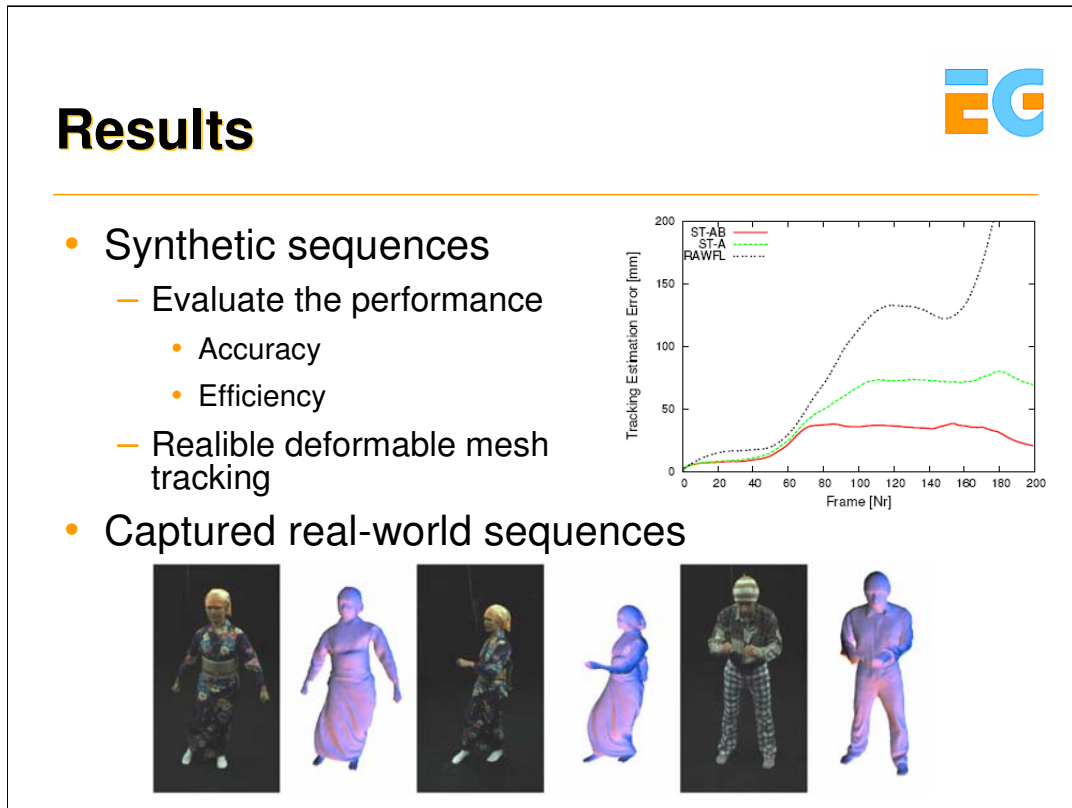 EG
Results
• Synthetic sequences
– Evaluate the performance
• Accuracy
• Efficiency
– Realible deformable mesh
tracking
• Captured real-world sequences
ST-AB
ST-A
RAWFL
Tracking Estimation Error [mm]
200
150
100
50
0
0 20 40 60 80 100 120 140 160 180 200
Frame [Nr]